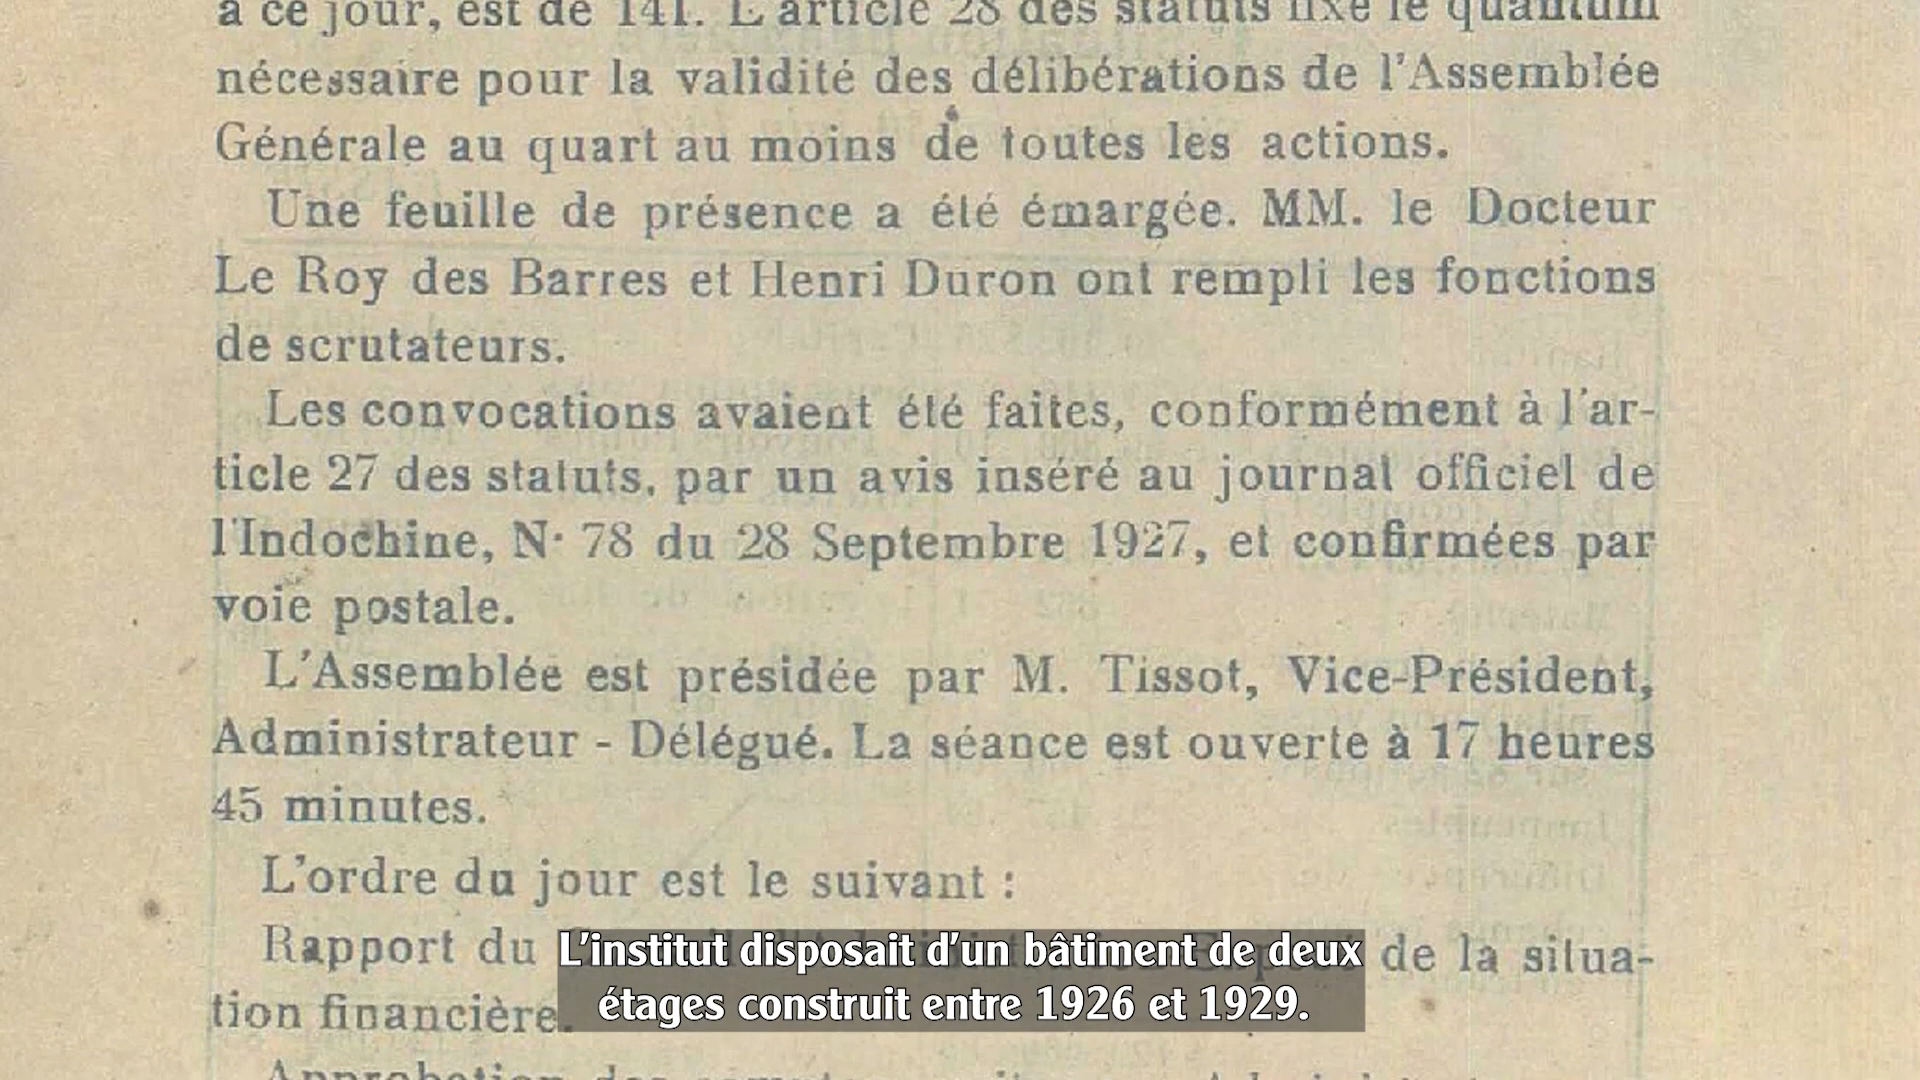 à ce jour, est de 141. L'article 28 des statuts fixe le quantum
nécessaire pour la validité des délibérations de l'Assemblée
Générale au quart au moins de toutes les actions.
Une feuille de présence a été émargée. MM. le Docteur
Le Roy des Barres et Henri Duron ont rempli les fonctions
de scrutateurs.
Les convocations avaient été faites, conformément à l'ar-
ticle 27 des statuts, par un avis inséré au journal officiel de
l'Indochine, N· 78 du 28 Septembre 1927, et confirmées par
voie postale.
L'Assemblée est présidée par M. Tissot, Vice-Président,
Administrateur - Délégué. La séance est ouverte à 17 heures
45 minutes.
L'ordre du jour est le suivant :
Rapport du de la situa-
tion financière.
L'institut disposait d'un bâtiment de deux
étages construit entre 1926 et 1929.